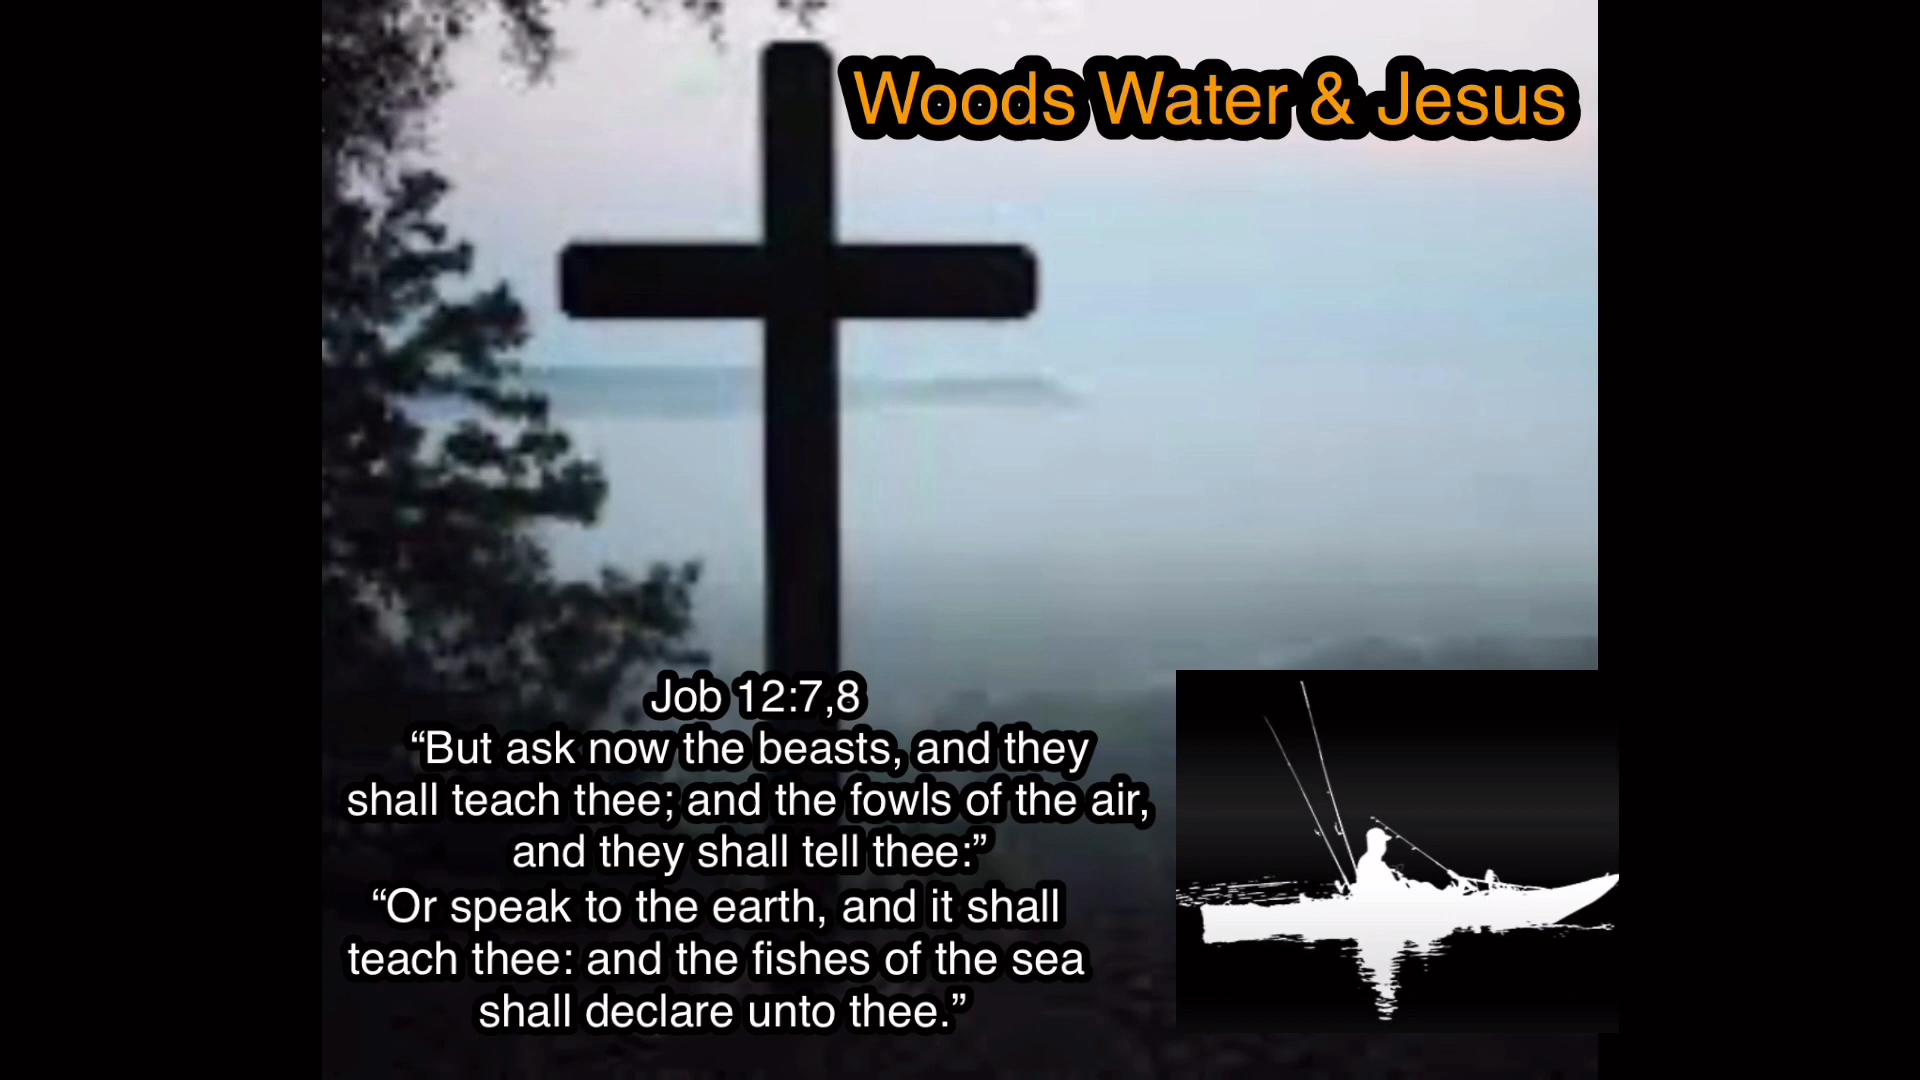 Woods Water & Jesus
Job 12:7,8
“But ask now the beasts, and they
shall teach thee; and the fowls of the air,
and they shall tell thee:”
“Or speak to the earth, and it shall
teach thee: and the fishes of the sea
shall declare unto thee.”